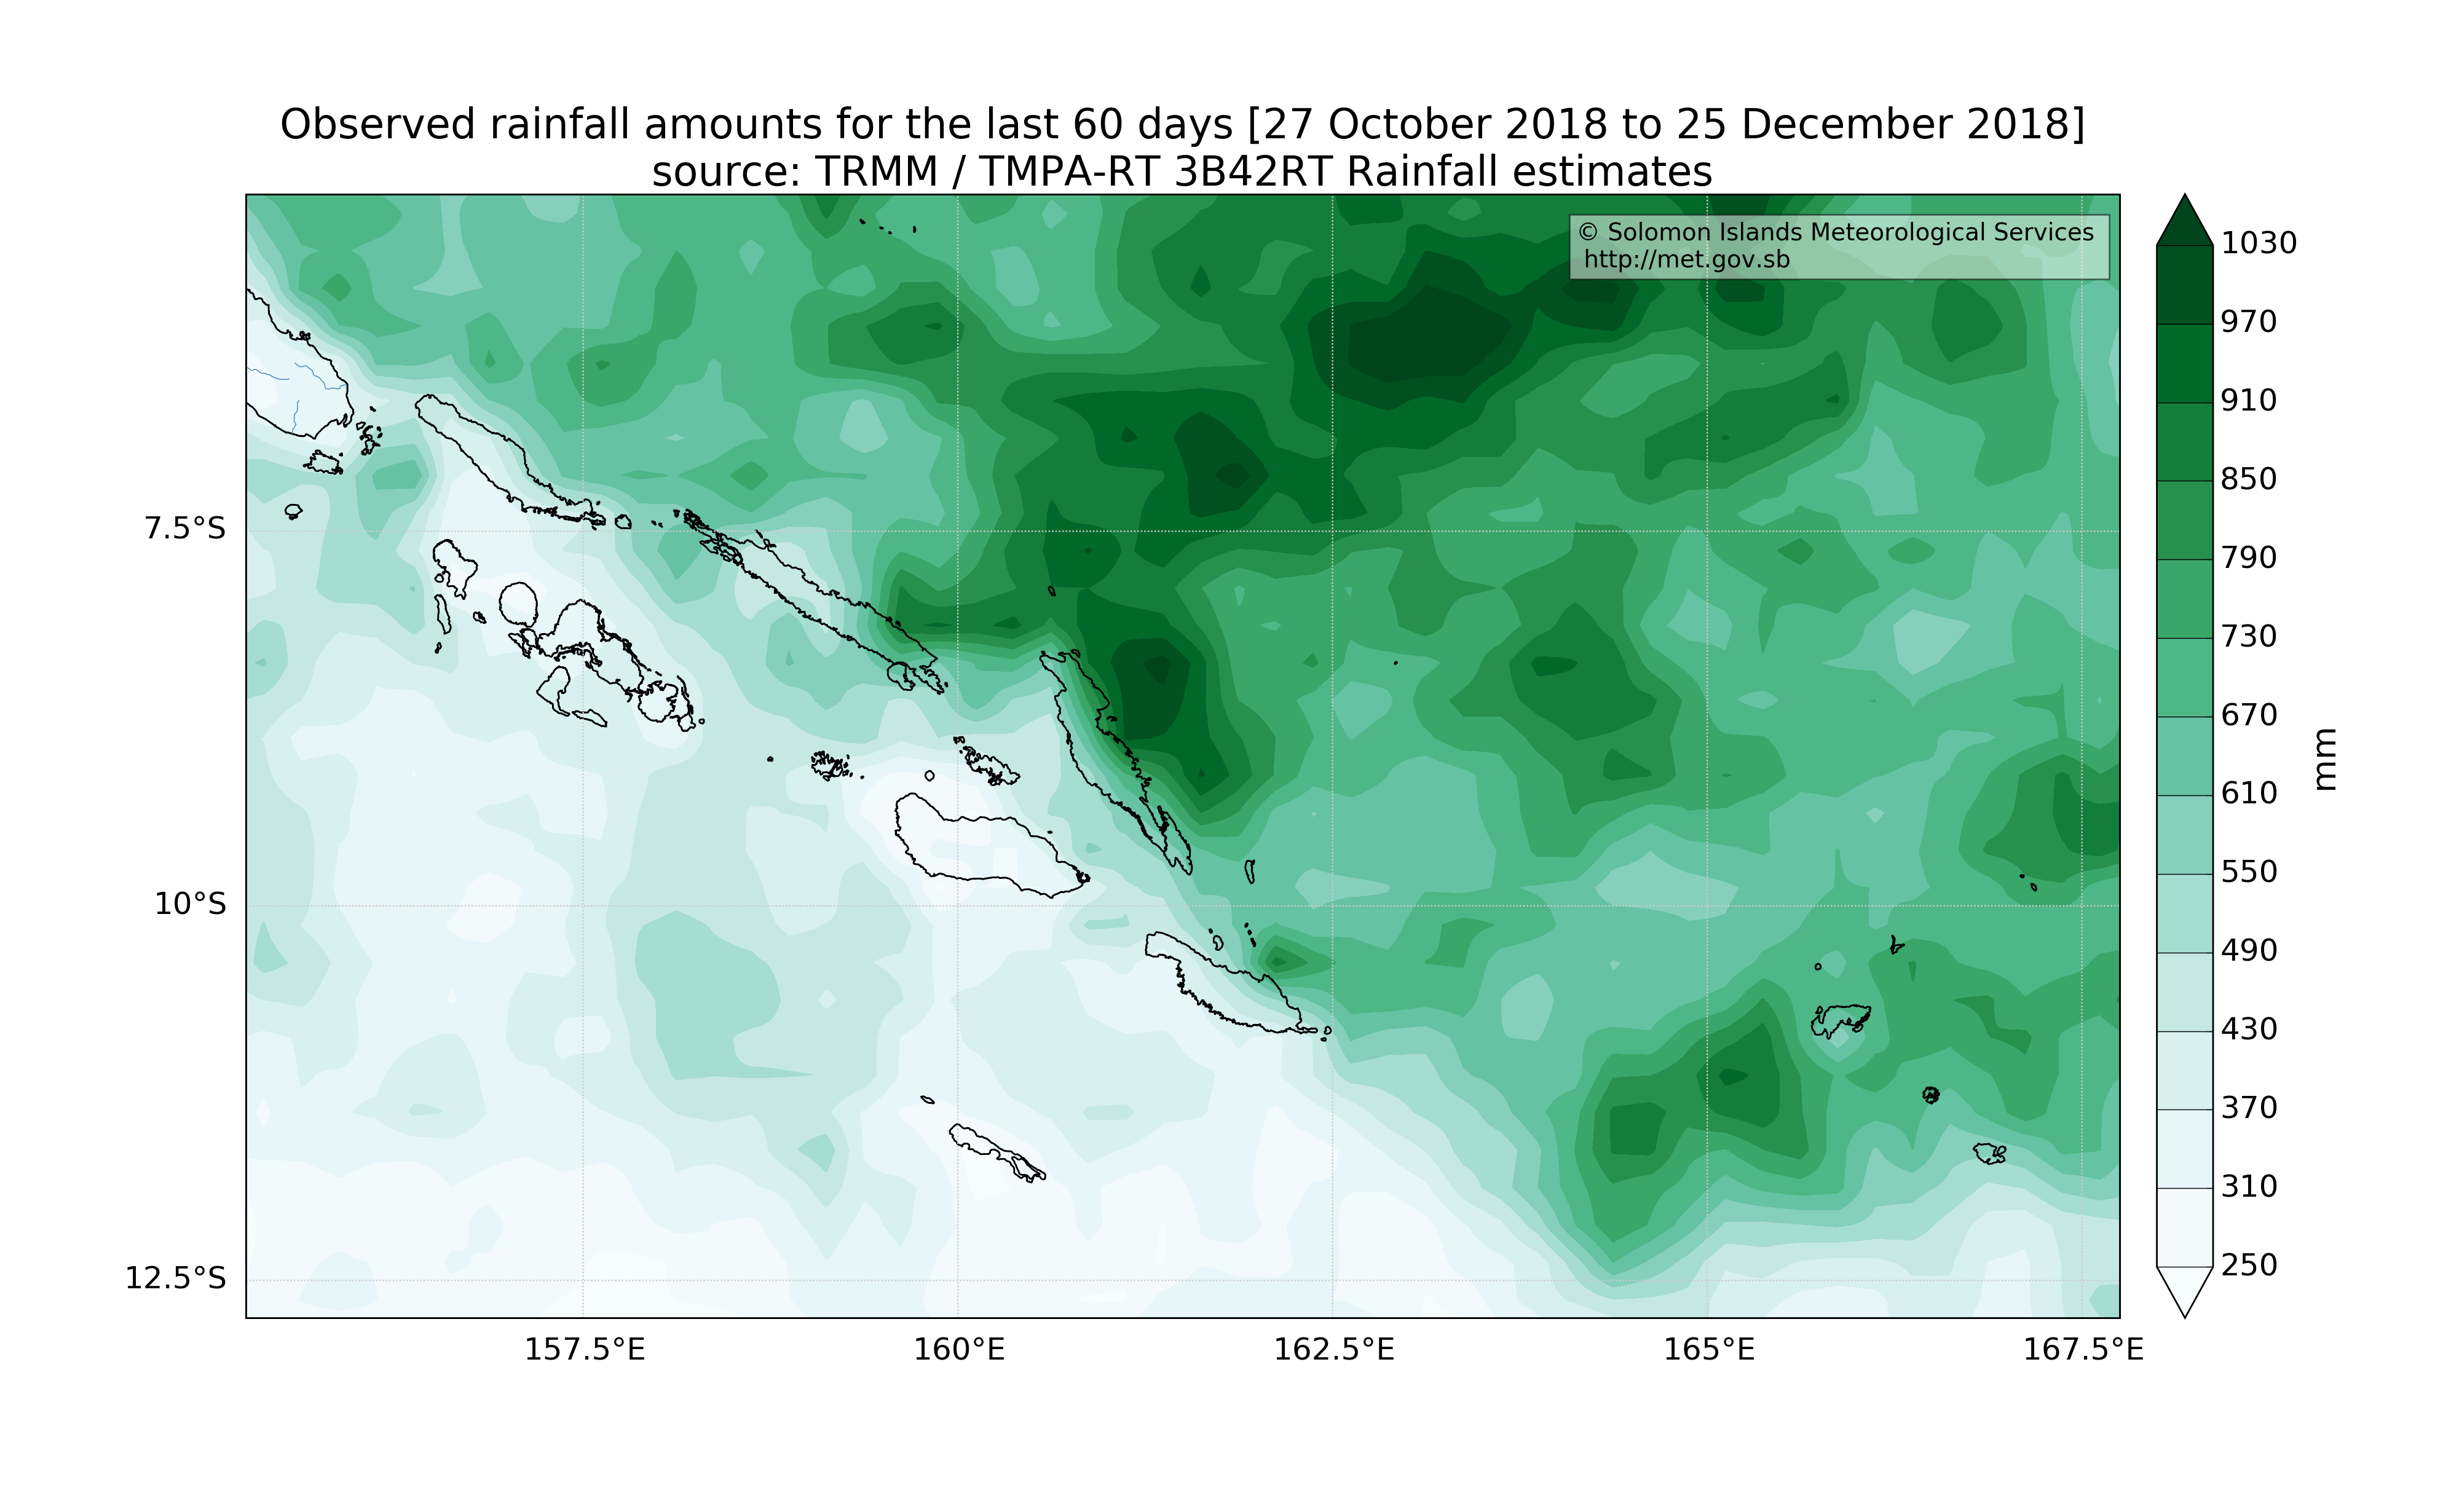 Observed rainfall amounts for the last 60 days [27 October 2018 to 25 December 2018]
source: TRMM / TMPA-RT 3B42RT Rainfall estimates
© Solomon Islands Meteorological Services
http://met.gov.sb
1030
970
910
850
790
730
670
610
550
490
430
370
310
250
mm
7.5°S
10°S
12.5°S
157.5°E
160°E
162.5°E
165°E
167.5°E